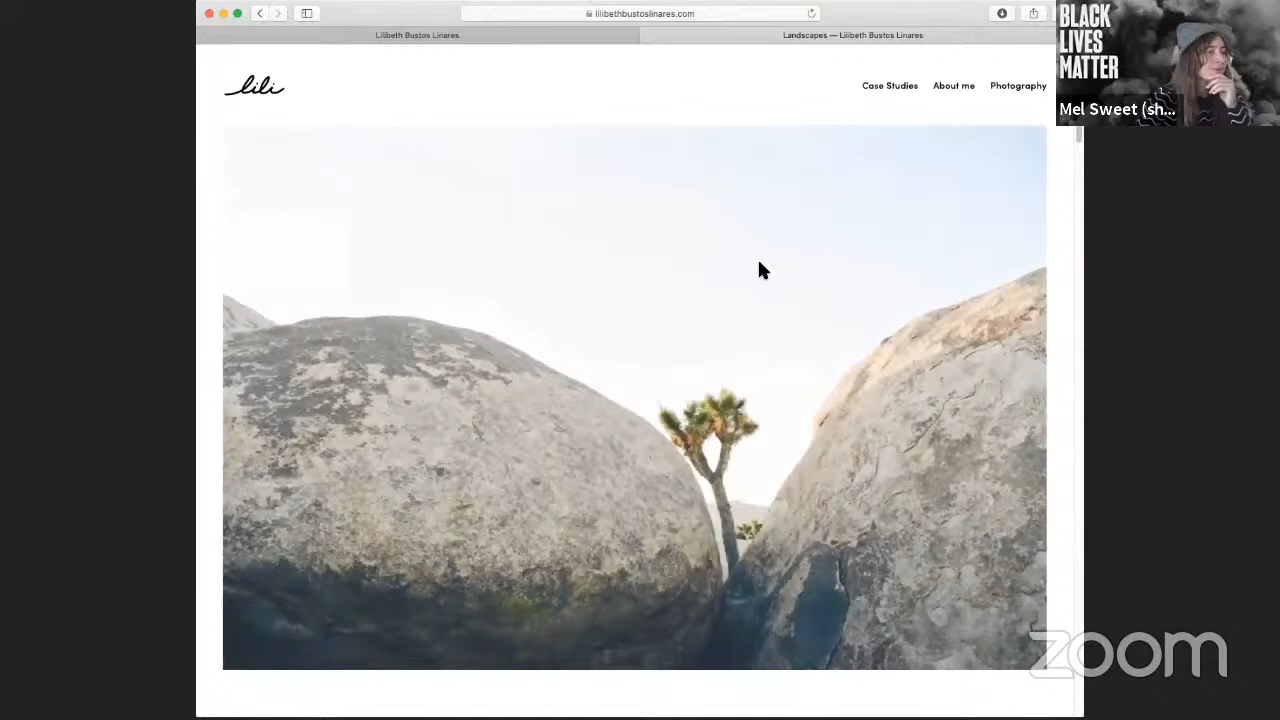 lilibethbustoslinares.com
Lilibeth Bustos Linares
Landscapes — Lilibeth Bustos Linares
lili
Case Studies
About me
Photography
BLACK
LIVES
MATTER
Mel Sweet (sh...
zoom